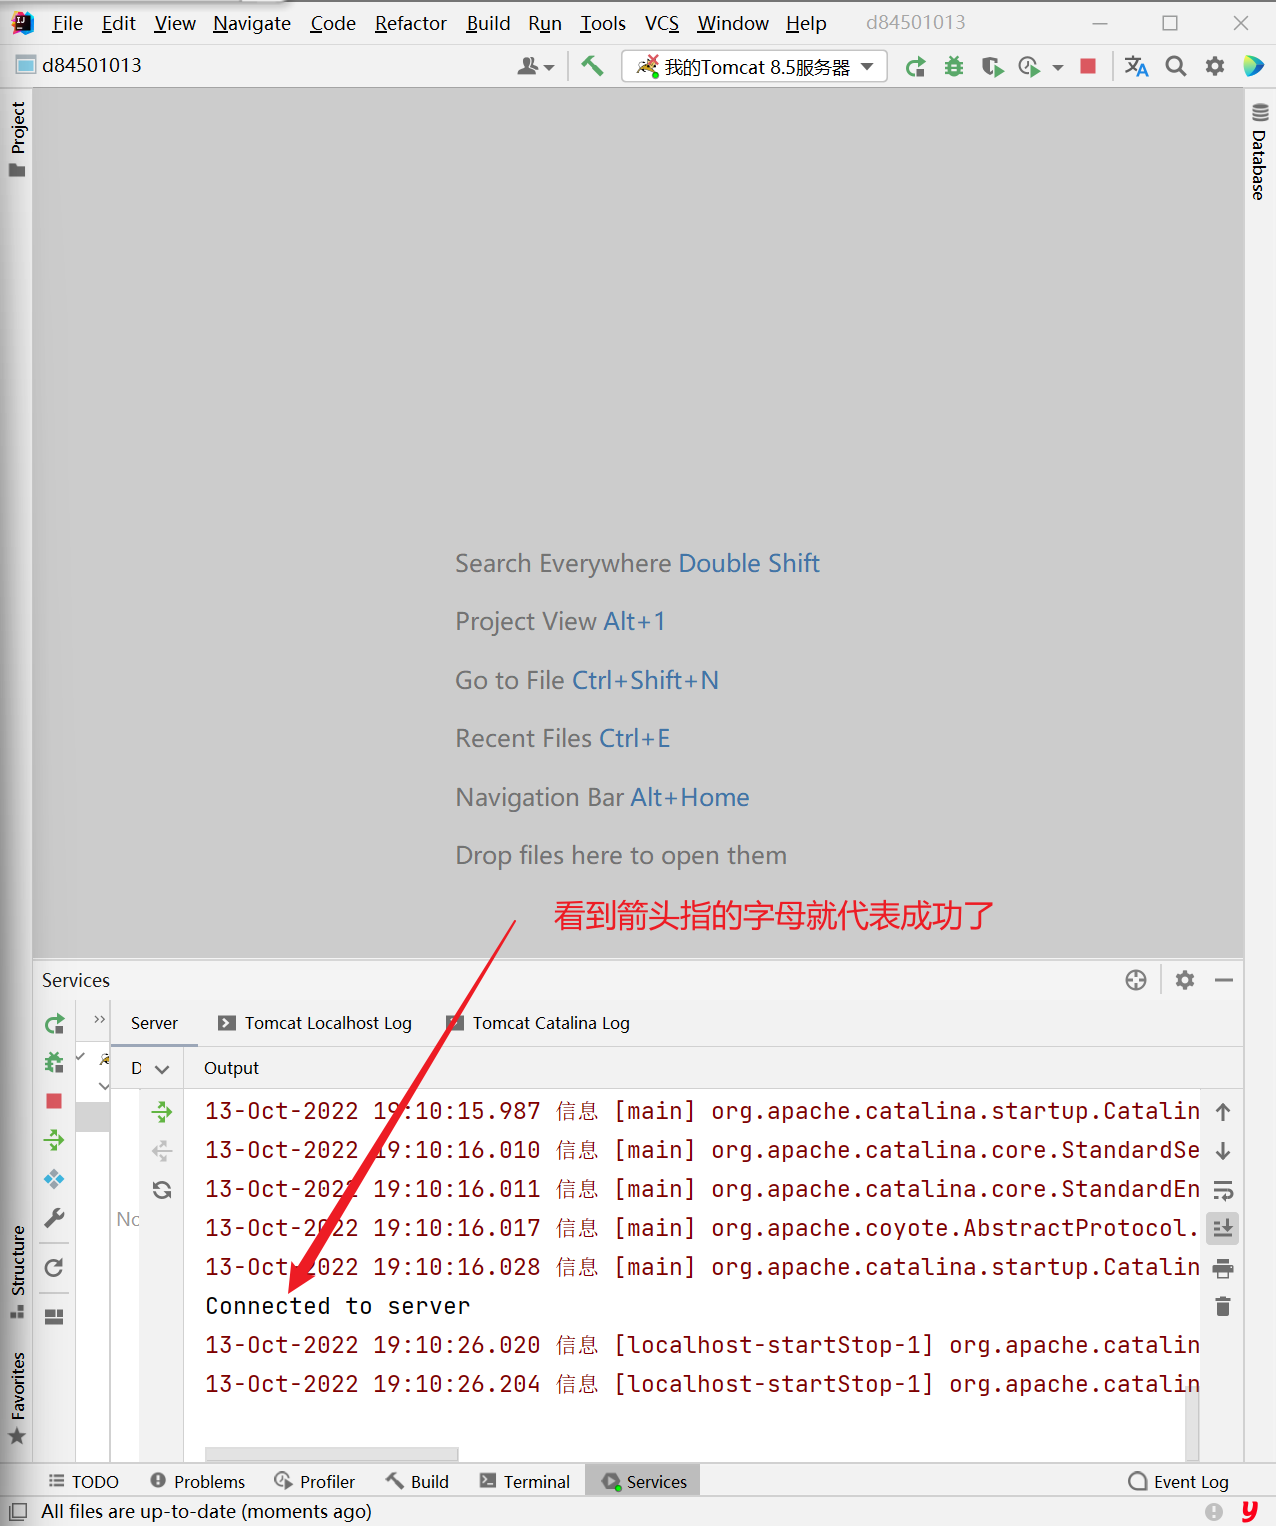 File Edit View Navigate Code Refactor Build Run Tools VCS Window Help d84501013
d84501013
我的Tomcat 8.5服务器
Project
Database
Search Everywhere Double Shift
Project View Alt+1
Go to File Ctrl+Shift+N
Recent Files Ctrl+E
Navigation Bar Alt+Home
Drop files here to open them
看到箭头指的字母就代表成功了
Services
Server Tomcat Localhost Log Tomcat Catalina Log
D Output
13-Oct-2022 19:10:15.987 信息 [main] org.apache.catalina.startup.Catalin
13-Oct-2022 19:10:16.010 信息 [main] org.apache.catalina.core.StandardSe
13-Oct-2022 19:10:16.011 信息 [main] org.apache.catalina.core.StandardEn
No
13-Oct-2022 19:10:16.017 信息 [main] org.apache.coyote.AbstractProtocol.
13-Oct-2022 19:10:16.028 信息 [main] org.apache.catalina.startup.Catalin
Connected to server
13-Oct-2022 19:10:26.020 信息 [localhost-startStop-1] org.apache.catalin
13-Oct-2022 19:10:26.204 信息 [localhost-startStop-1] org.apache.catalin
Structure
Favorites
TODO Problems Profiler Build Terminal Services Event Log
All files are up-to-date (moments ago)